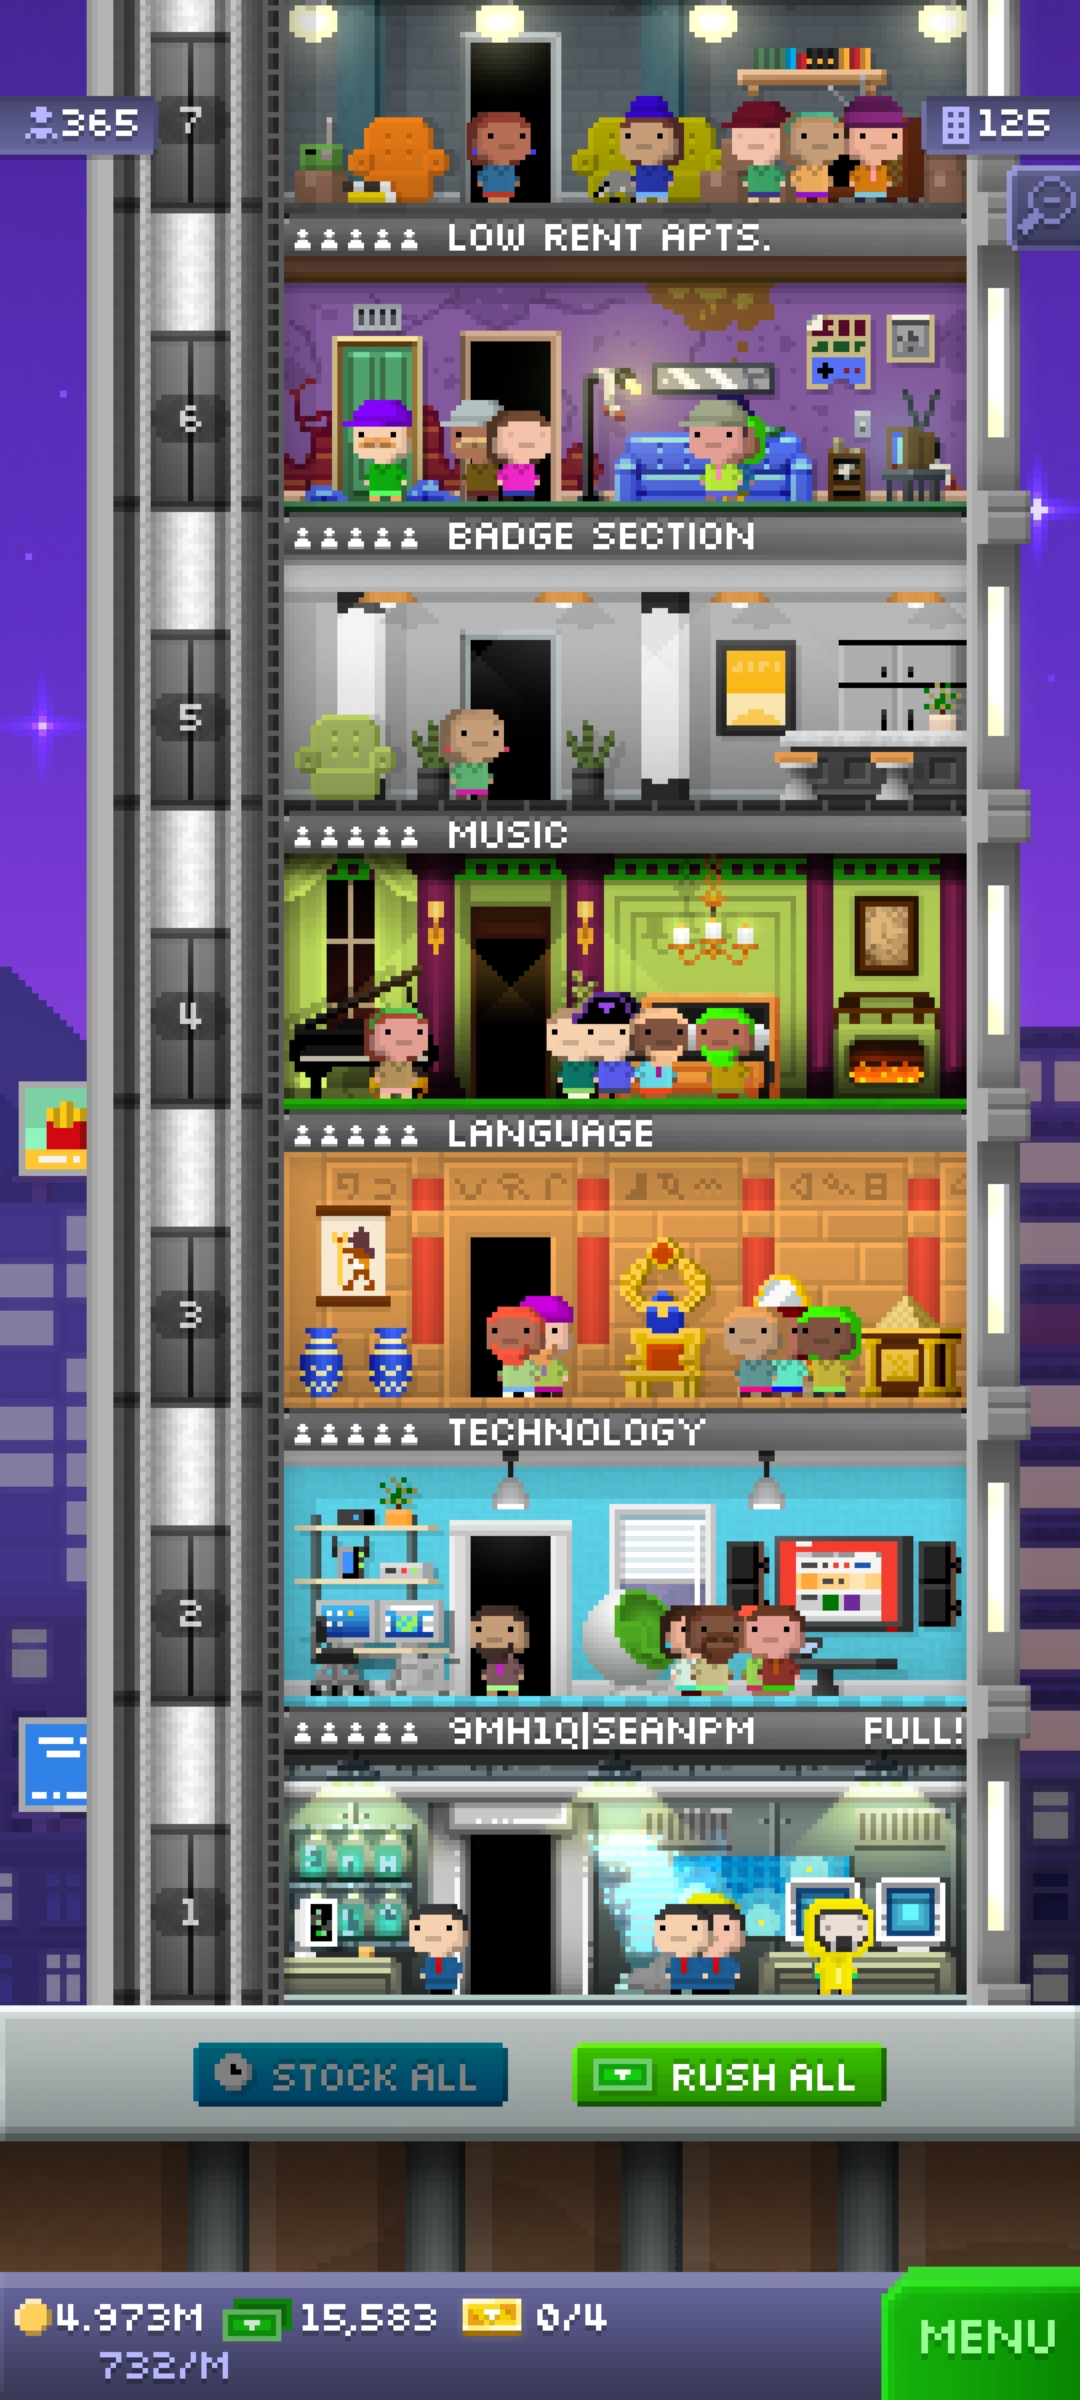 365
7
125
LOW RENT APTS.
6
BADGE SECTION
5
MUSIC
4
LANGUAGE
3
TECHNOLOGY
2
9MH1Q|SEANPM FULL!
1
STOCK ALL
RUSH ALL
4.973M 15,583 0/4
732/M
MENU